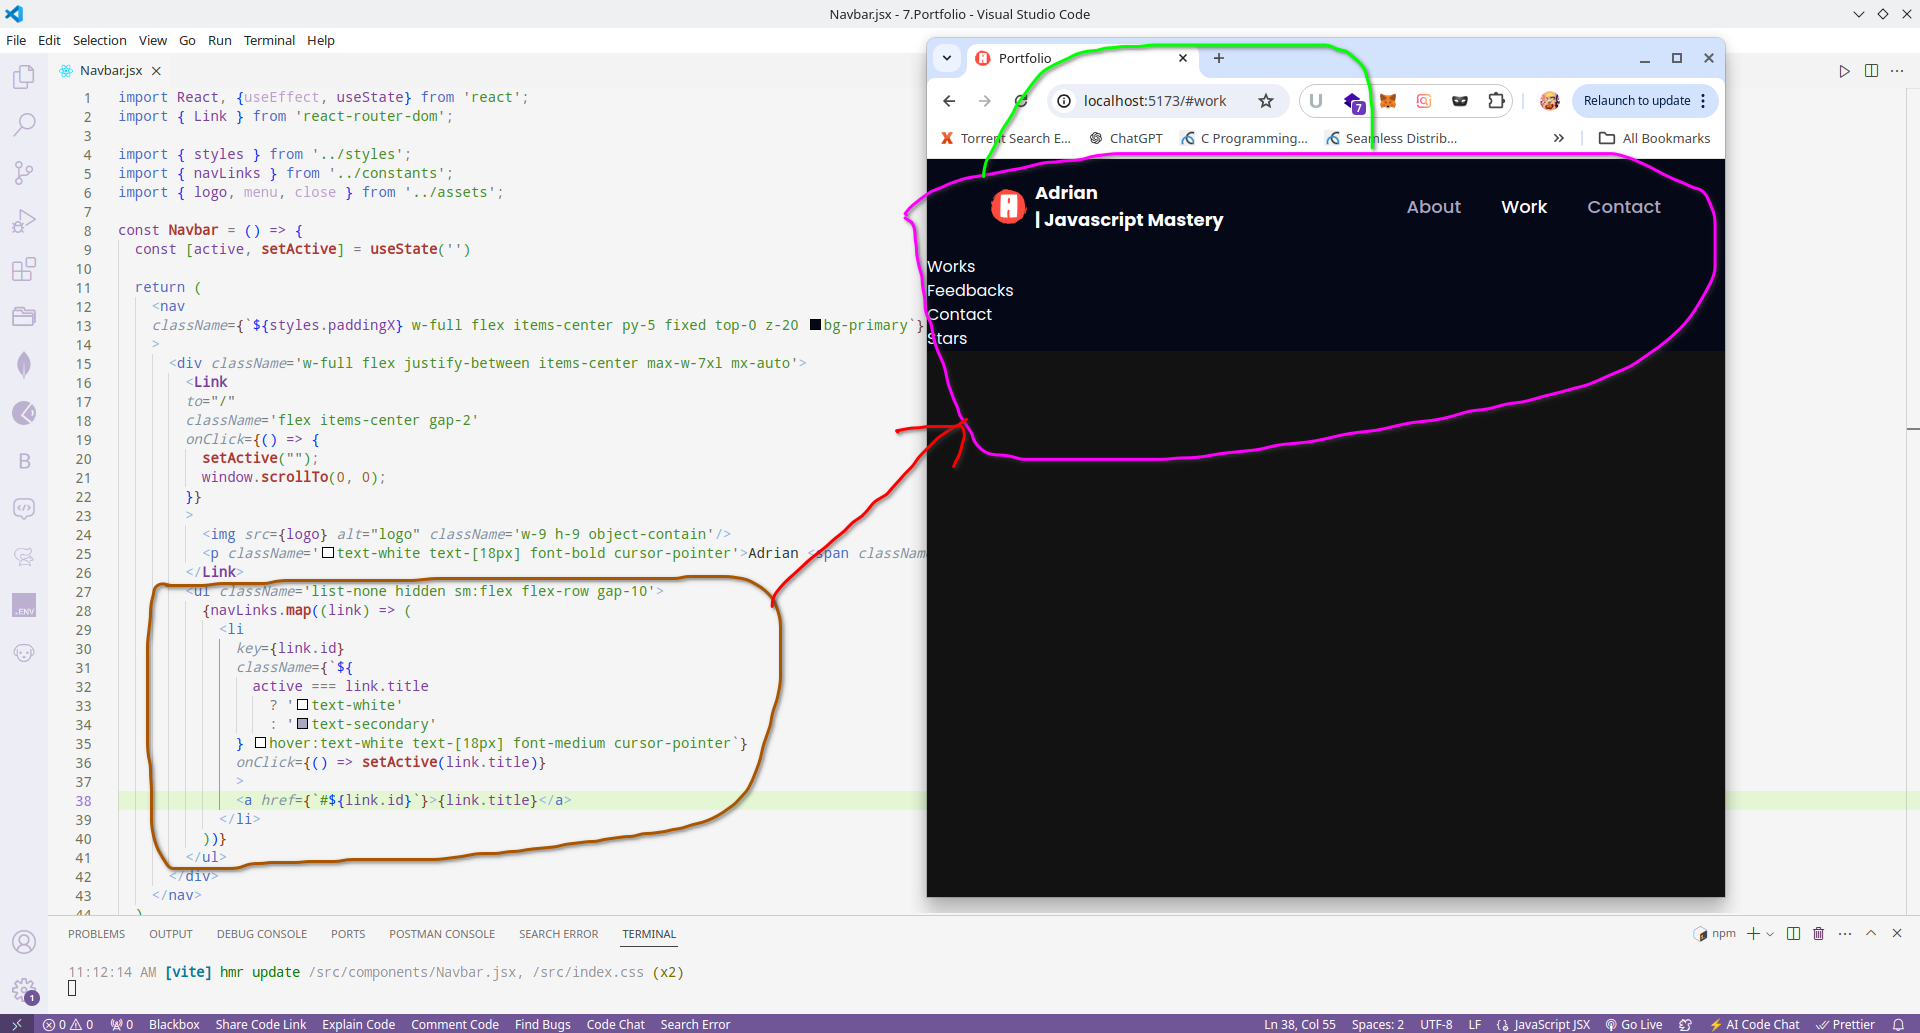 Navbar.jsx - 7.Portfolio - Visual Studio Code
File Edit Selection View Go Run Terminal Help
Navbar.jsx
1 import React, {useEffect, useState} from 'react';
2 import { Link } from 'react-router-dom';
3
4 import { styles } from '../styles';
5 import { navLinks } from '../constants';
6 import { logo, menu, close } from '../assets';
7
8 const Navbar = () => {
9 const [active, setActive] = useState('')
10
11 return (
12 <nav
13 className={`${styles.paddingX} w-full flex items-center py-5 fixed top-0 z-20 bg-primary`}
14 >
15 <div className='w-full flex justify-between items-center max-w-7xl mx-auto'>
16 <Link
17 to="/"
18 className='flex items-center gap-2'
19 onClick={() => {
20 setActive("");
21 window.scrollTo(0, 0);
22 }}
23 >
24 <img src={logo} alt="logo" className='w-9 h-9 object-contain'/>
25 <p className='text-white text-[18px] font-bold cursor-pointer'>Adrian <span classNam
26 </Link>
27 <ul className='list-none hidden sm:flex flex-row gap-10'>
28 {navLinks.map((link) => (
29 <li
30 key={link.id}
31 className={`${
32 active === link.title
33 ? 'text-white'
34 : 'text-secondary'
35 } hover:text-white text-[18px] font-medium cursor-pointer`}
36 onClick={() => setActive(link.title)}
37 >
38 <a href={`#${link.id}`}>{link.title}</a>
39 </li>
40 ))}
41 </ul>
42 </div>
43 </nav>
44 )
Portfolio
localhost:5173/#work
U
7
Relaunch to update
Torrent Search E... ChatGPT C Programming... Seamless Distrib... » All Bookmarks
Adrian
| Javascript Mastery
About Work Contact
Works
Feedbacks
Contact
Stars
B
.ENV
1
PROBLEMS OUTPUT DEBUG CONSOLE PORTS POSTMAN CONSOLE SEARCH ERROR TERMINAL
npm
11:12:14 AM [vite] hmr update /src/components/Navbar.jsx, /src/index.css (x2)
0 0 0 Blackbox Share Code Link Explain Code Comment Code Find Bugs Code Chat Search Error
Ln 38, Col 55 Spaces: 2 UTF-8 LF JavaScript JSX Go Live AI Code Chat Prettier